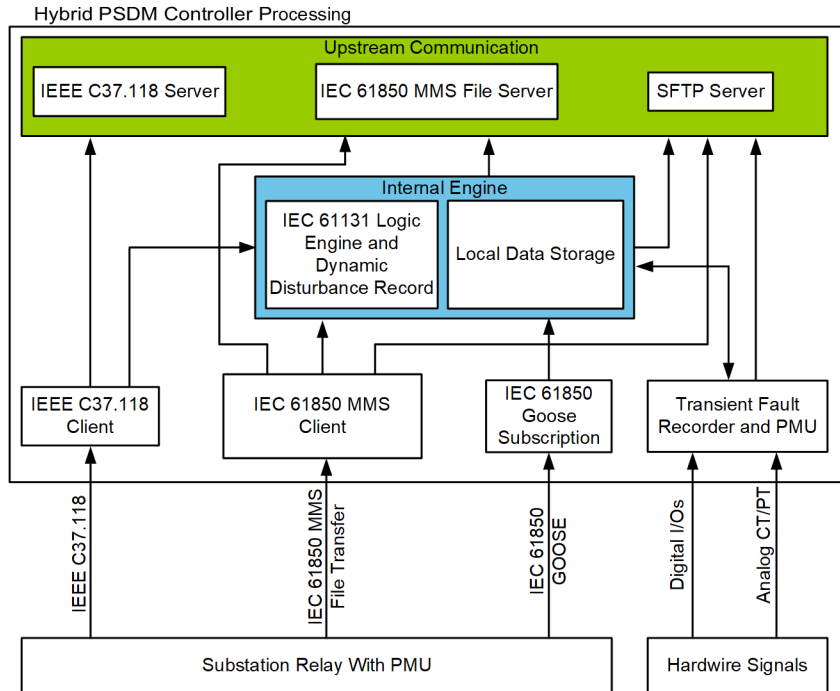 Hybrid PSDM Controller Processing
Upstream Communication
IEEE C37.118 Server
IEC 61850 MMS File Server
SFTP Server
Internal Engine
IEC 61131 Logic
Engine and
Dynamic
Disturbance Record
Local Data Storage
IEEE C37.118
Client
IEC 61850 MMS
Client
IEC 61850
Goose
Subscription
Transient Fault
Recorder and PMU
IEEE C37.118
IEC 61850 MMS
File Transfer
IEC 61850
GOOSE
Digital I/Os
Analog CT/PT
Substation Relay With PMU
Hardwire Signals